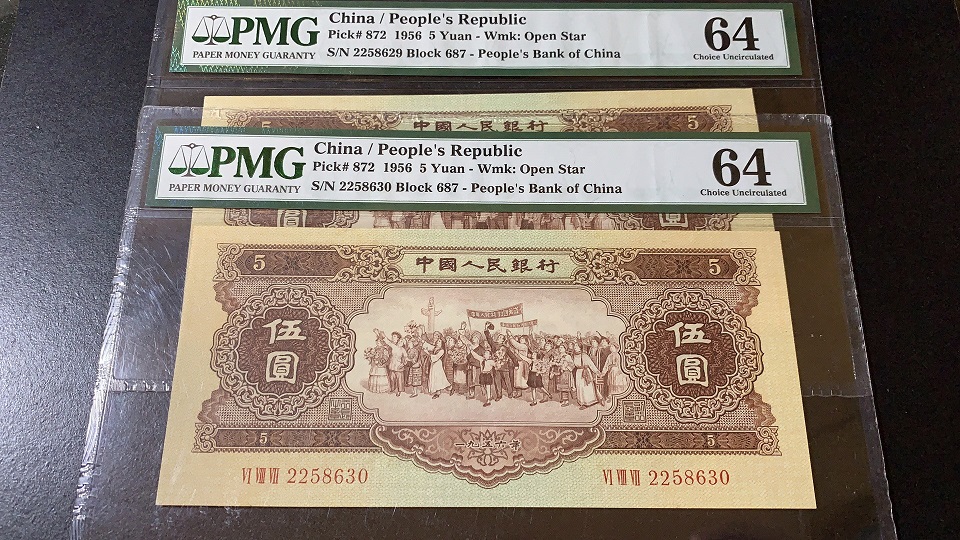 PMG
PAPER MONEY GUARANTY
China / People's Republic
Pick# 872 1956 5 Yuan - Wmk: Open Star
S/N 2258629 Block 687 - People's Bank of China
64
Choice Uncirculated
5 中國人民銀行 5
PMG
PAPER MONEY GUARANTY
China / People's Republic
Pick# 872 1956 5 Yuan - Wmk: Open Star
S/N 2258630 Block 687 - People's Bank of China
64
Choice Uncirculated
5 中國人民銀行 5
伍圓 伍圓
5 一九五六年 5
VI VIII VII 2258630 VI VIII VII 2258630